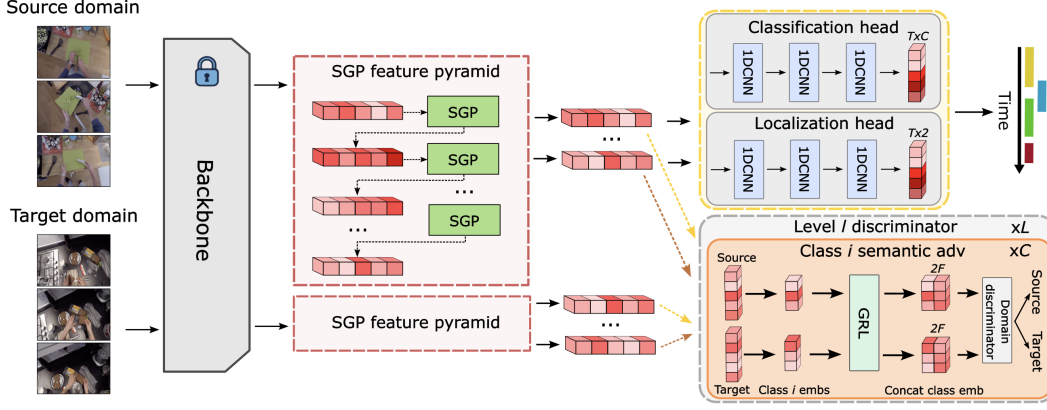 Source domain
Target domain
Backbone
SGP feature pyramid
SGP
SGP
...
SGP
...
...
SGP feature pyramid
...
...
Classification head
1DCNN
1DCNN
1DCNN
TxC
Localization head
1DCNN
1DCNN
1DCNN
Tx2
Time
Level l discriminator
xL
Class i semantic adv
xC
Source
Target
Class i embs
GRL
2F
2F
Concat class emb
Domain
discriminator
Source
Target